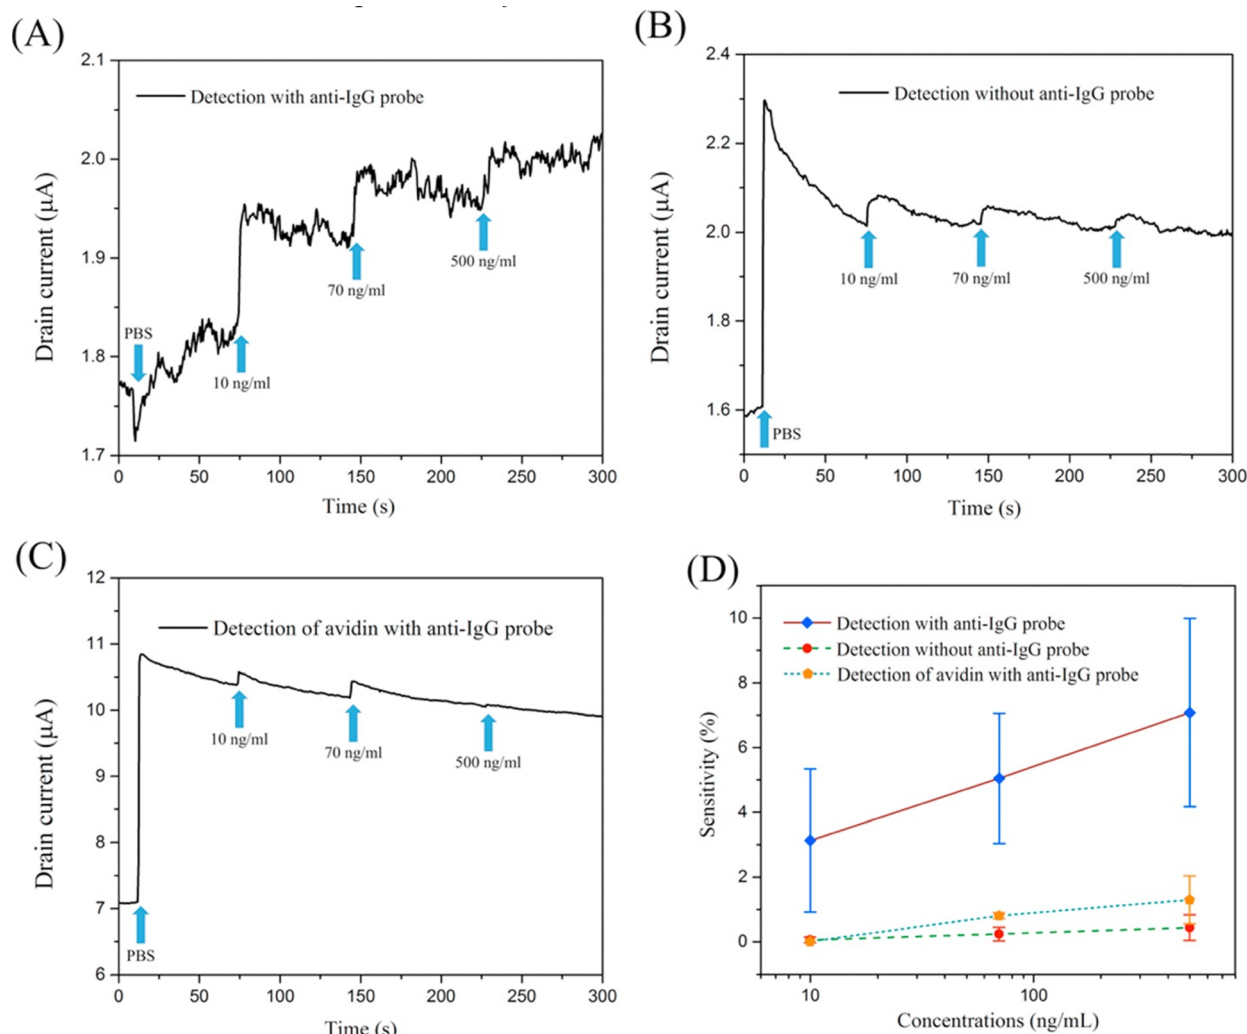 (A)
2.1
2.0
1.9
1.8
1.7
Drain current (μA)
Detection with anti-IgG probe
PBS
10 ng/ml
70 ng/ml
500 ng/ml
0 50 100 150 200 250 300
Time (s)
(B)
2.4
2.2
2.0
1.8
1.6
Drain current (μA)
Detection without anti-IgG probe
PBS
10 ng/ml
70 ng/ml
500 ng/ml
0 50 100 150 200 250 300
Time (s)
(C)
12
11
10
9
8
7
6
Drain current (μA)
Detection of avidin with anti-IgG probe
PBS
10 ng/ml
70 ng/ml
500 ng/ml
0 50 100 150 200 250 300
Time (s)
(D)
10
8
6
4
2
0
Sensitivity (%)
Detection with anti-IgG probe
Detection without anti-IgG probe
Detection of avidin with anti-IgG probe
10 100
Concentrations (ng/mL)